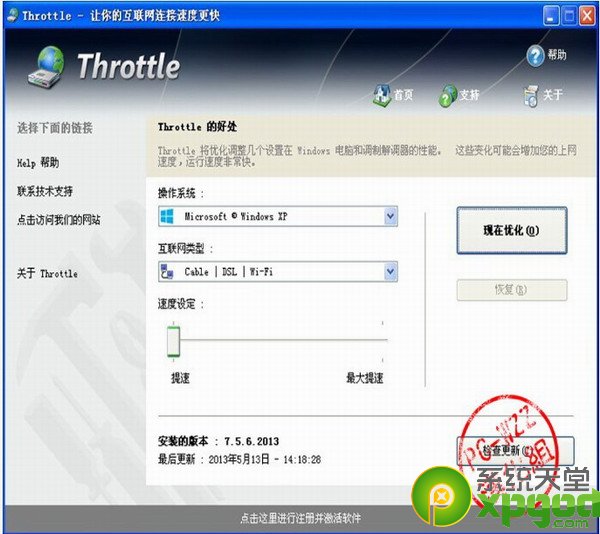 Throttle - 让你的互联网连接速度更快
Throttle
帮助
首页
支持
关于
选择下面的链接
Help 帮助
联系技术支持
点击访问我们的网站
关于 Throttle
Throttle 的好处
Throttle 将优化调整几个设置在 Windows 电脑和调制解调器的性能。 这些变化可能会增加您的上网
速度，运行速度非常快。
操作系统 :
Microsoft © Windows XP
现在优化(O)
互联网类型 :
Cable | DSL | Wi-Fi
恢复(R)
速度设定 :
提速
最大提速
安装的版本 : 7.5.6.2013
最后更新 : 2013年5月13日 - 14:18:28
检查更新(C)
PC-WZZ
系统天堂
xpgod
.com
点击这里进行注册并激活软件